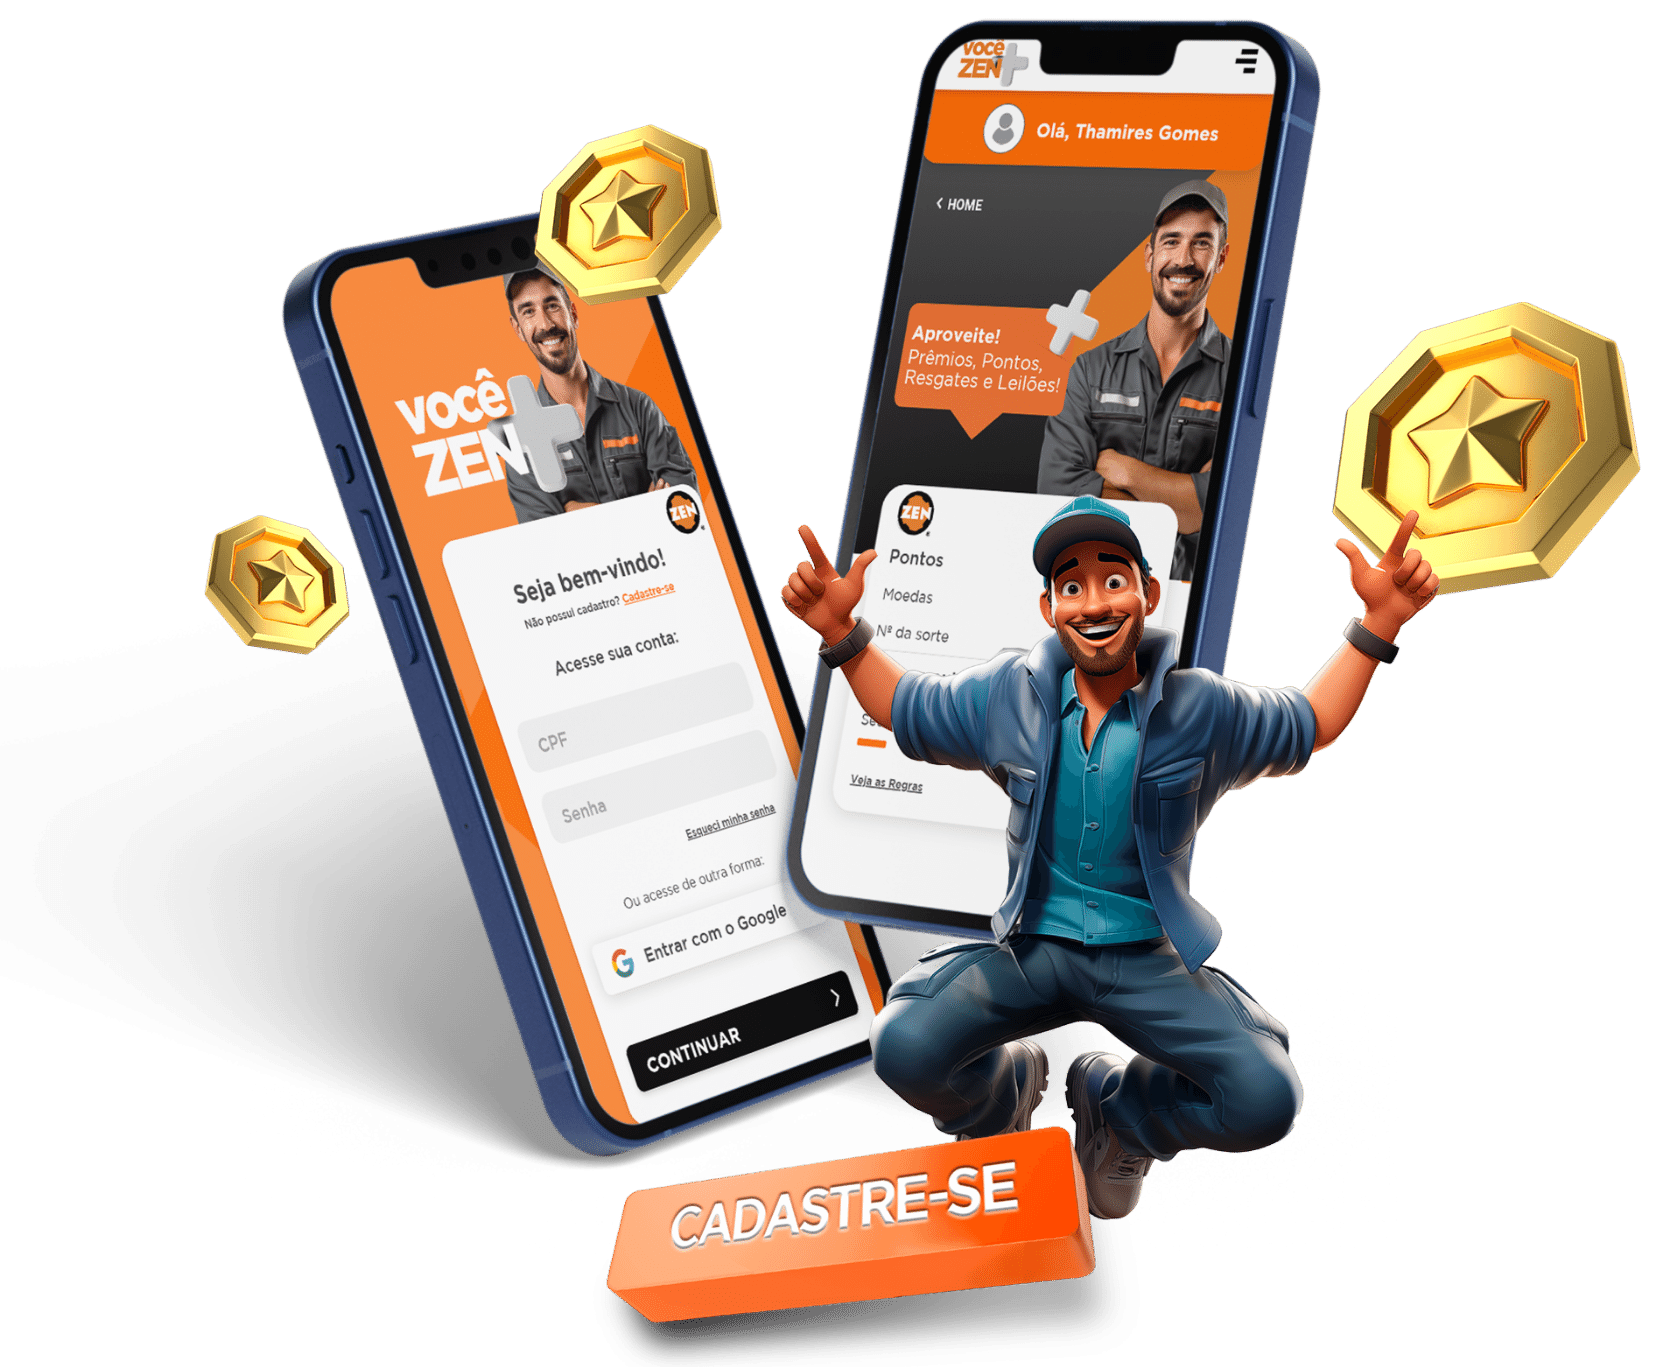 VOCÊ
ZEN+
ZEN
Seja bem-vindo!
Não possui cadastro? Cadastre-se
Acesse sua conta:
CPF
Senha
Esqueci minha senha
Ou acesse de outra forma:
G Entrar com o Google
CONTINUAR
VOCÊ
ZEN+
Olá, Thamires Gomes
HOME
Aproveite!
Prêmios, Pontos,
Resgates e Leilões!
ZEN
Pontos
Moedas
Nº da sorte
Veja as Regras
CADASTRE-SE